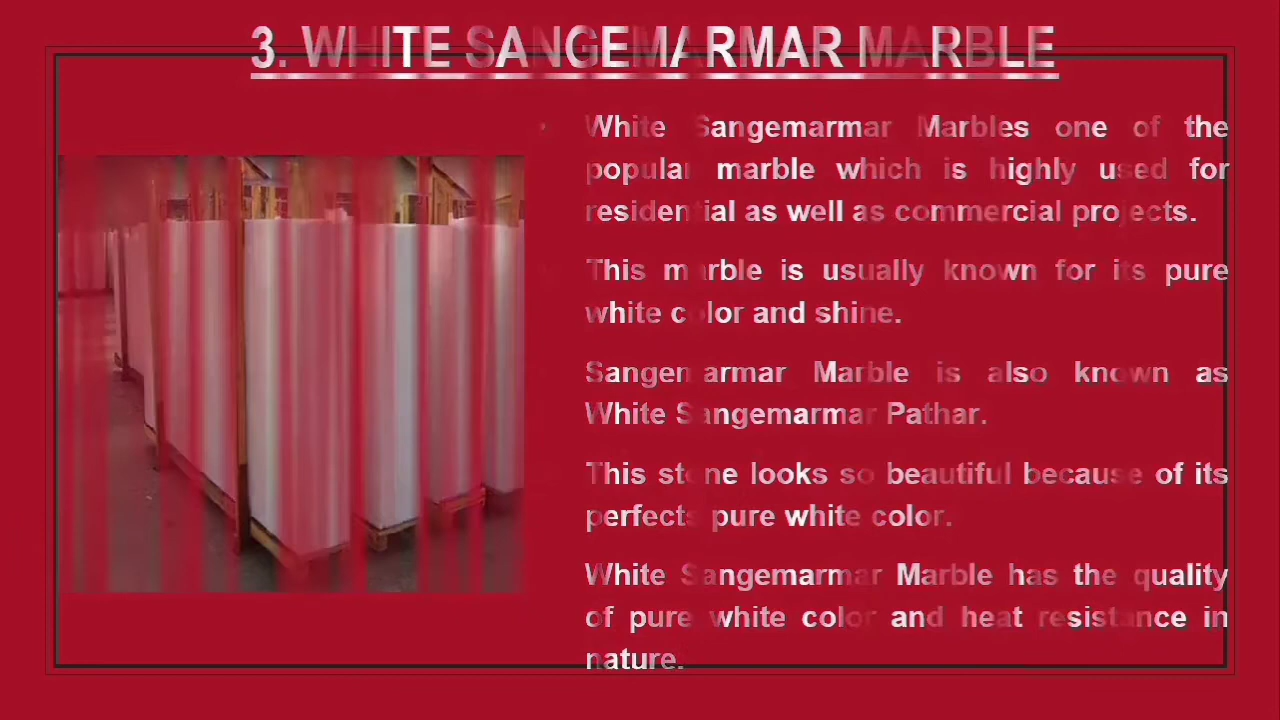 3. WHITE SANGEMARMAR MARBLE
White Sangemarmar Marbles one of the
popular marble which is highly used for
residential as well as commercial projects.
This marble is usually known for its pure
white color and shine.
Sangemarmar Marble is also known as
White Sangemarmar Pathar.
This stone looks so beautiful because of its
perfects pure white color.
White Sangemarmar Marble has the quality
of pure white color and heat resistance in
nature.